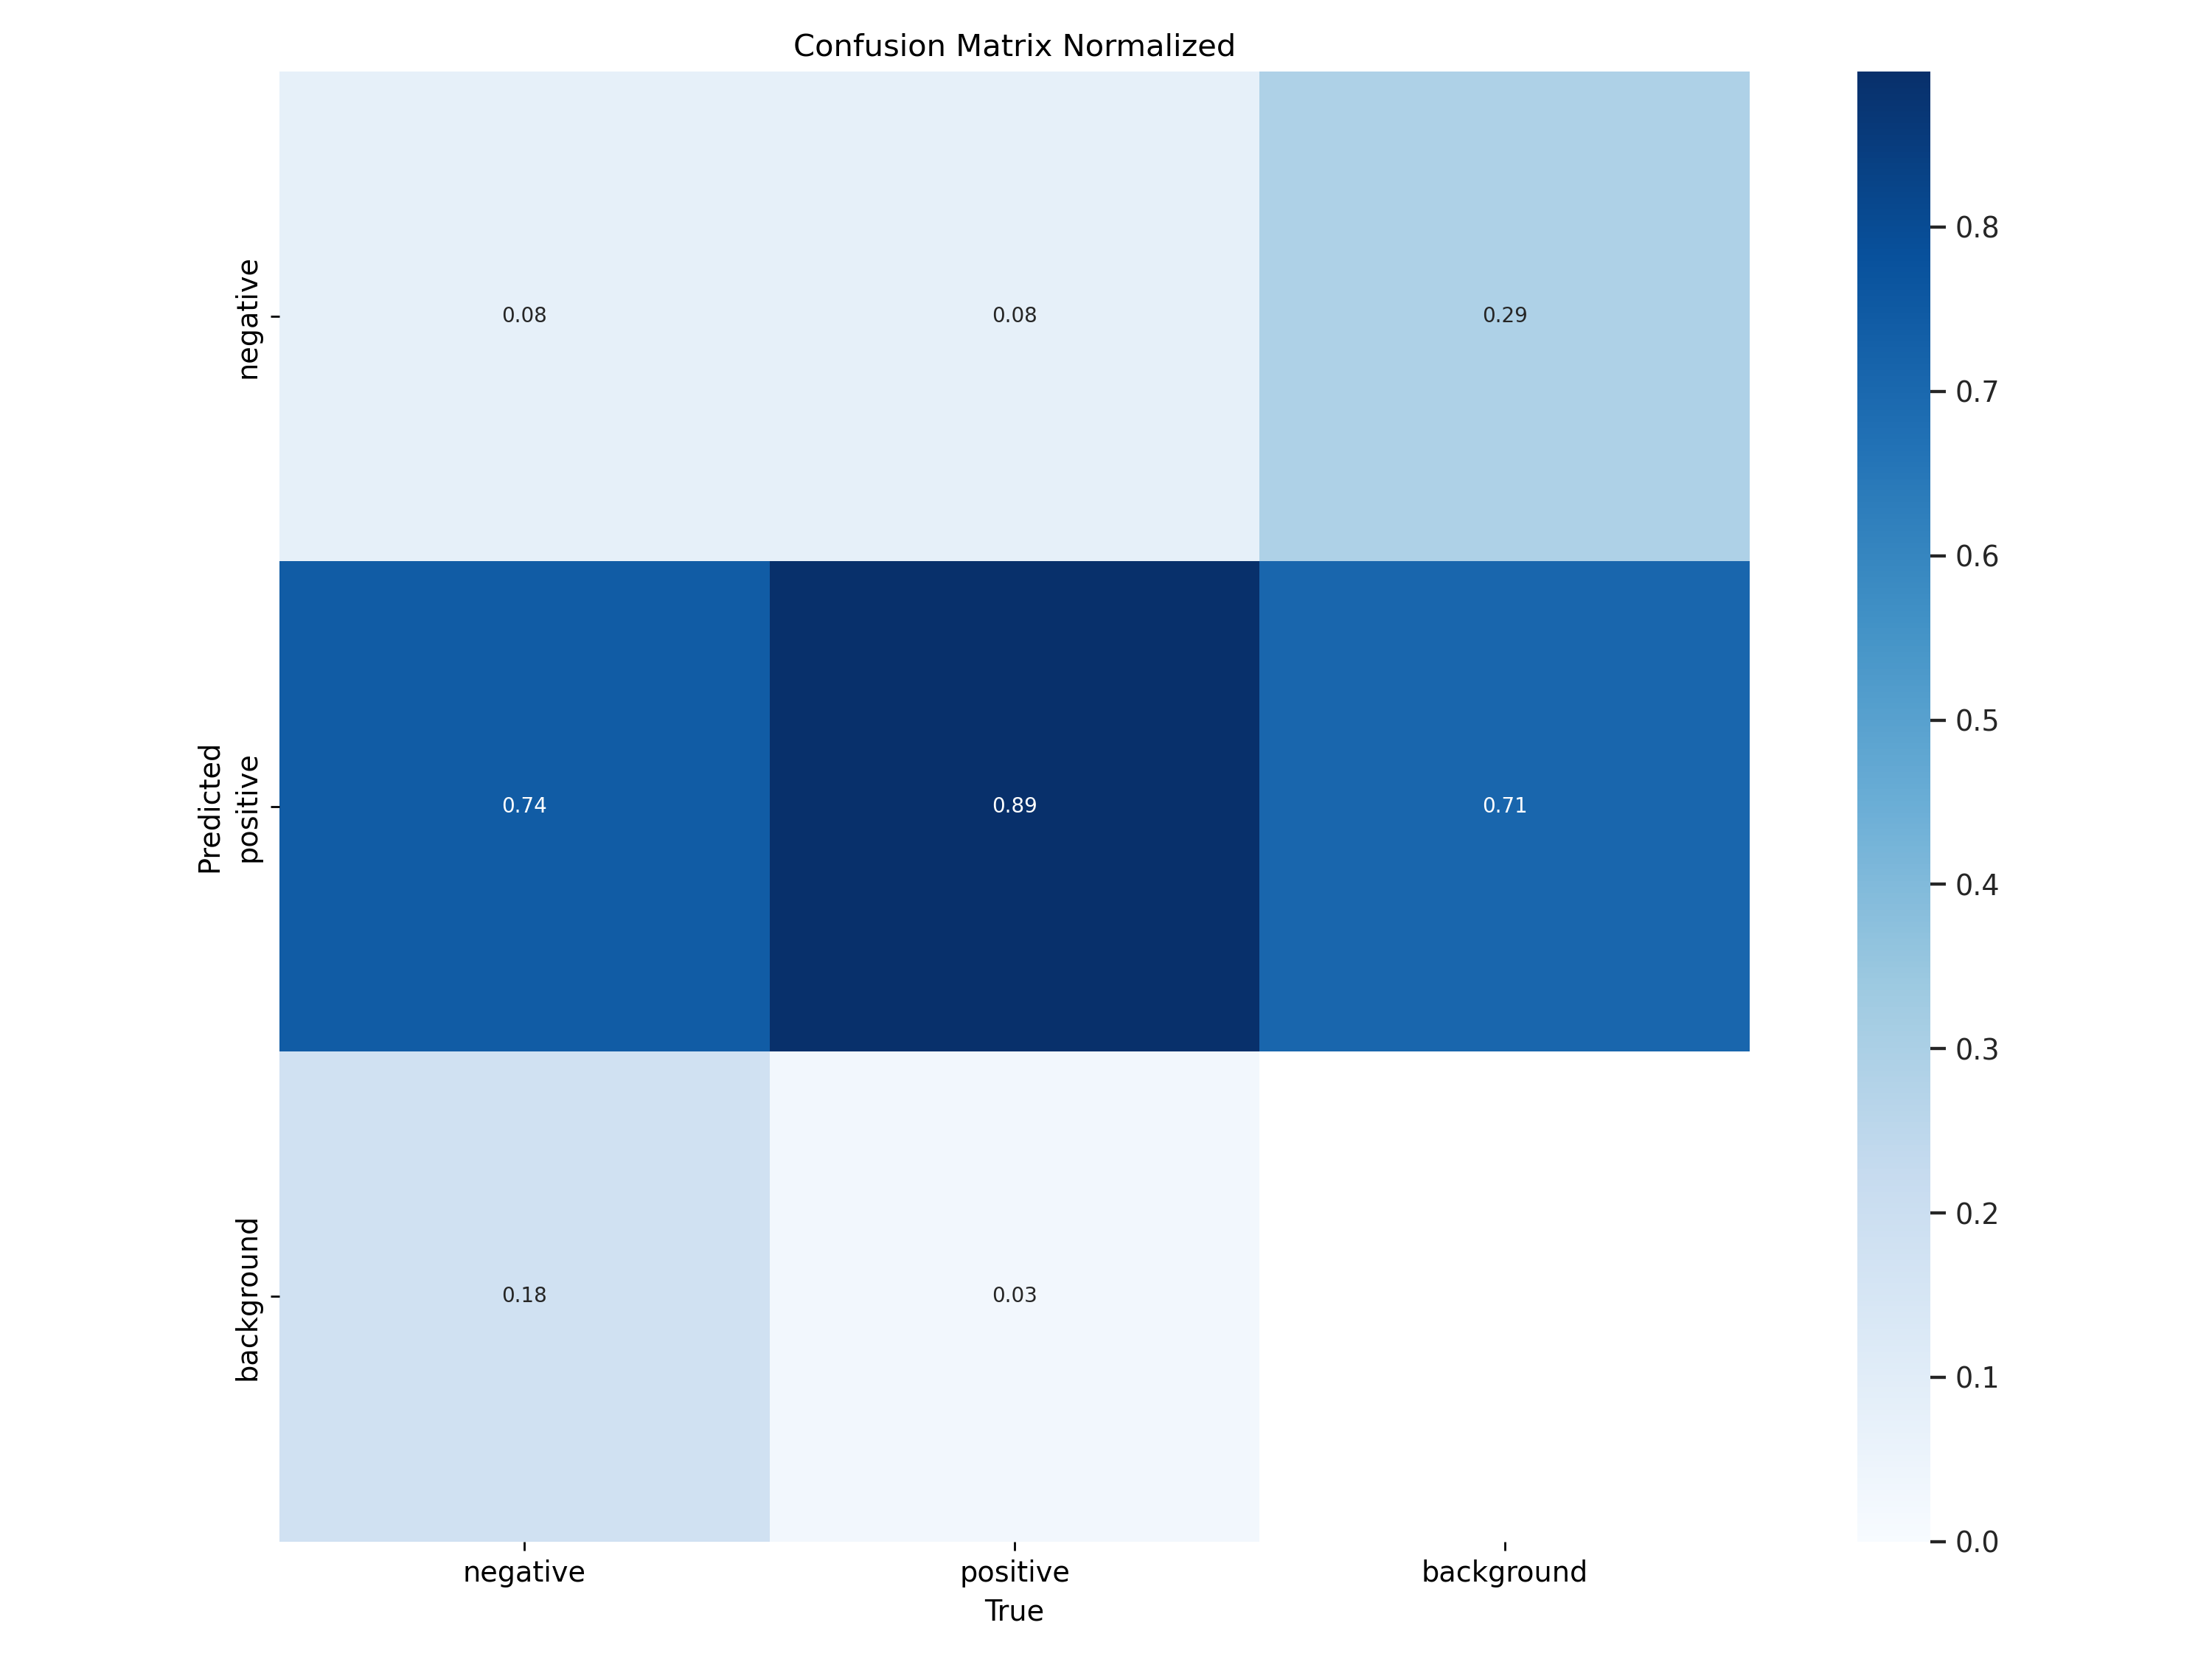 Confusion Matrix Normalized
negative
0.08
0.08
0.29
Predicted
positive
0.74
0.89
0.71
background
0.18
0.03
negative
positive
background
True
0.8
0.7
0.6
0.5
0.4
0.3
0.2
0.1
0.0